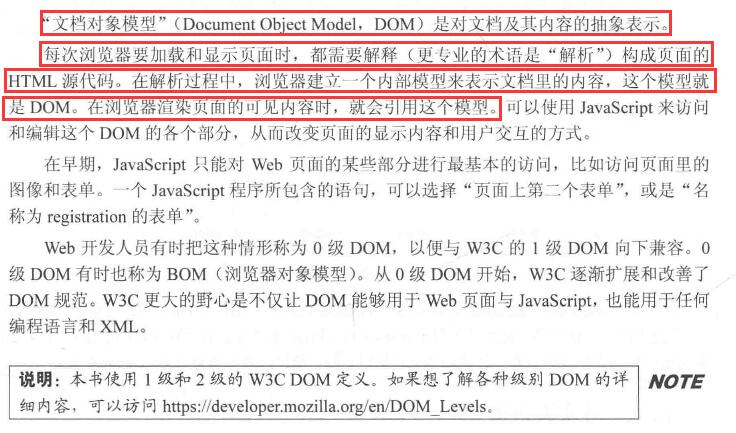 “文档对象模型”（Document Object Model，DOM）是对文档及其内容的抽象表示。
每次浏览器要加载和显示页面时，都需要解释（更专业的术语是“解析”）构成页面的
HTML 源代码。在解析过程中，浏览器建立一个内部模型来表示文档里的内容，这个模型就
是 DOM。在浏览器渲染页面的可见内容时，就会引用这个模型。可以使用 JavaScript 来访问
和编辑这个 DOM 的各个部分，从而改变页面的显示内容和用户交互的方式。
在早期，JavaScript 只能对 Web 页面的某些部分进行最基本的访问，比如访问页面里的
图像和表单。一个 JavaScript 程序所包含的语句，可以选择“页面上第二个表单”，或是“名
称为 registration 的表单”。
Web 开发人员有时把这种情形称为 0 级 DOM，以便与 W3C 的 1 级 DOM 向下兼容。0
级 DOM 有时也称为 BOM（浏览器对象模型）。从 0 级 DOM 开始，W3C 逐渐扩展和改善了
DOM 规范。W3C 更大的野心是不仅让 DOM 能够用于 Web 页面与 JavaScript，也能用于任何
编程语言和 XML。
说明：本书使用 1 级和 2 级的 W3C DOM 定义。如果想了解各种级别 DOM 的详
细内容，可以访问 https://developer.mozilla.org/en/DOM_Levels。
NOTE